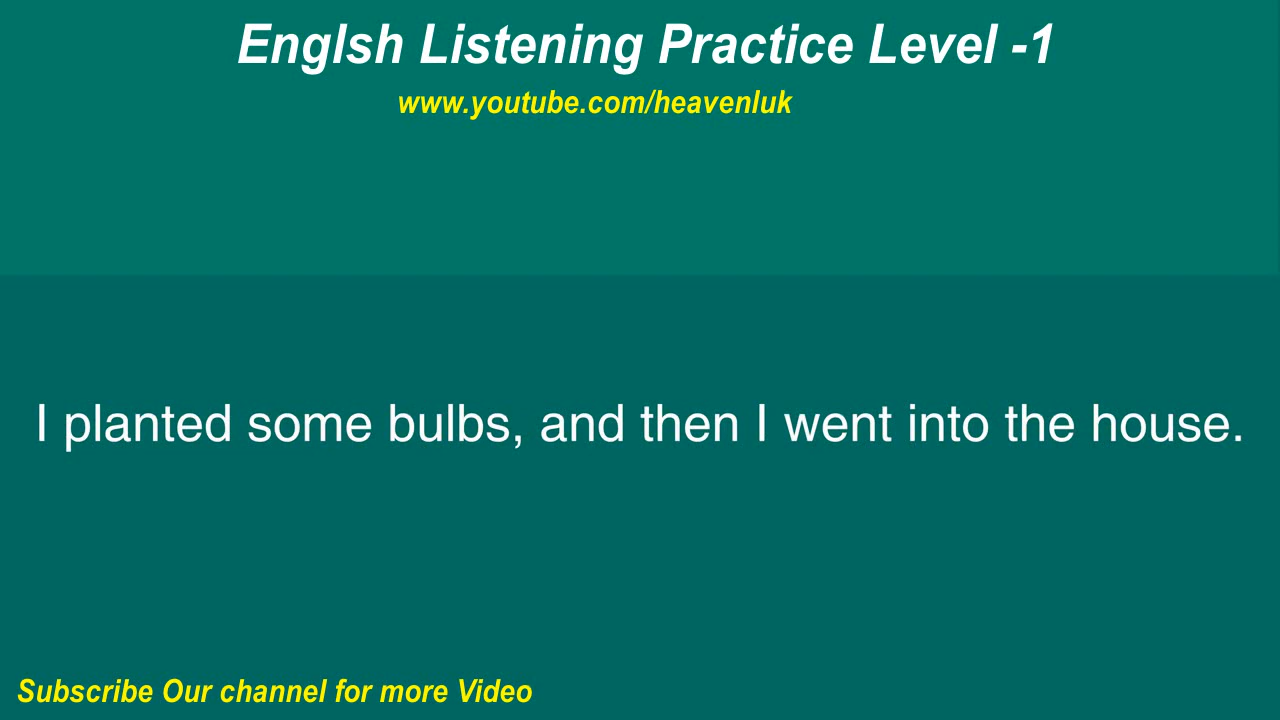 Englsh Listening Practice Level -1
www.youtube.com/heavenluk
I planted some bulbs, and then I went into the house.
Subscribe Our channel for more Video